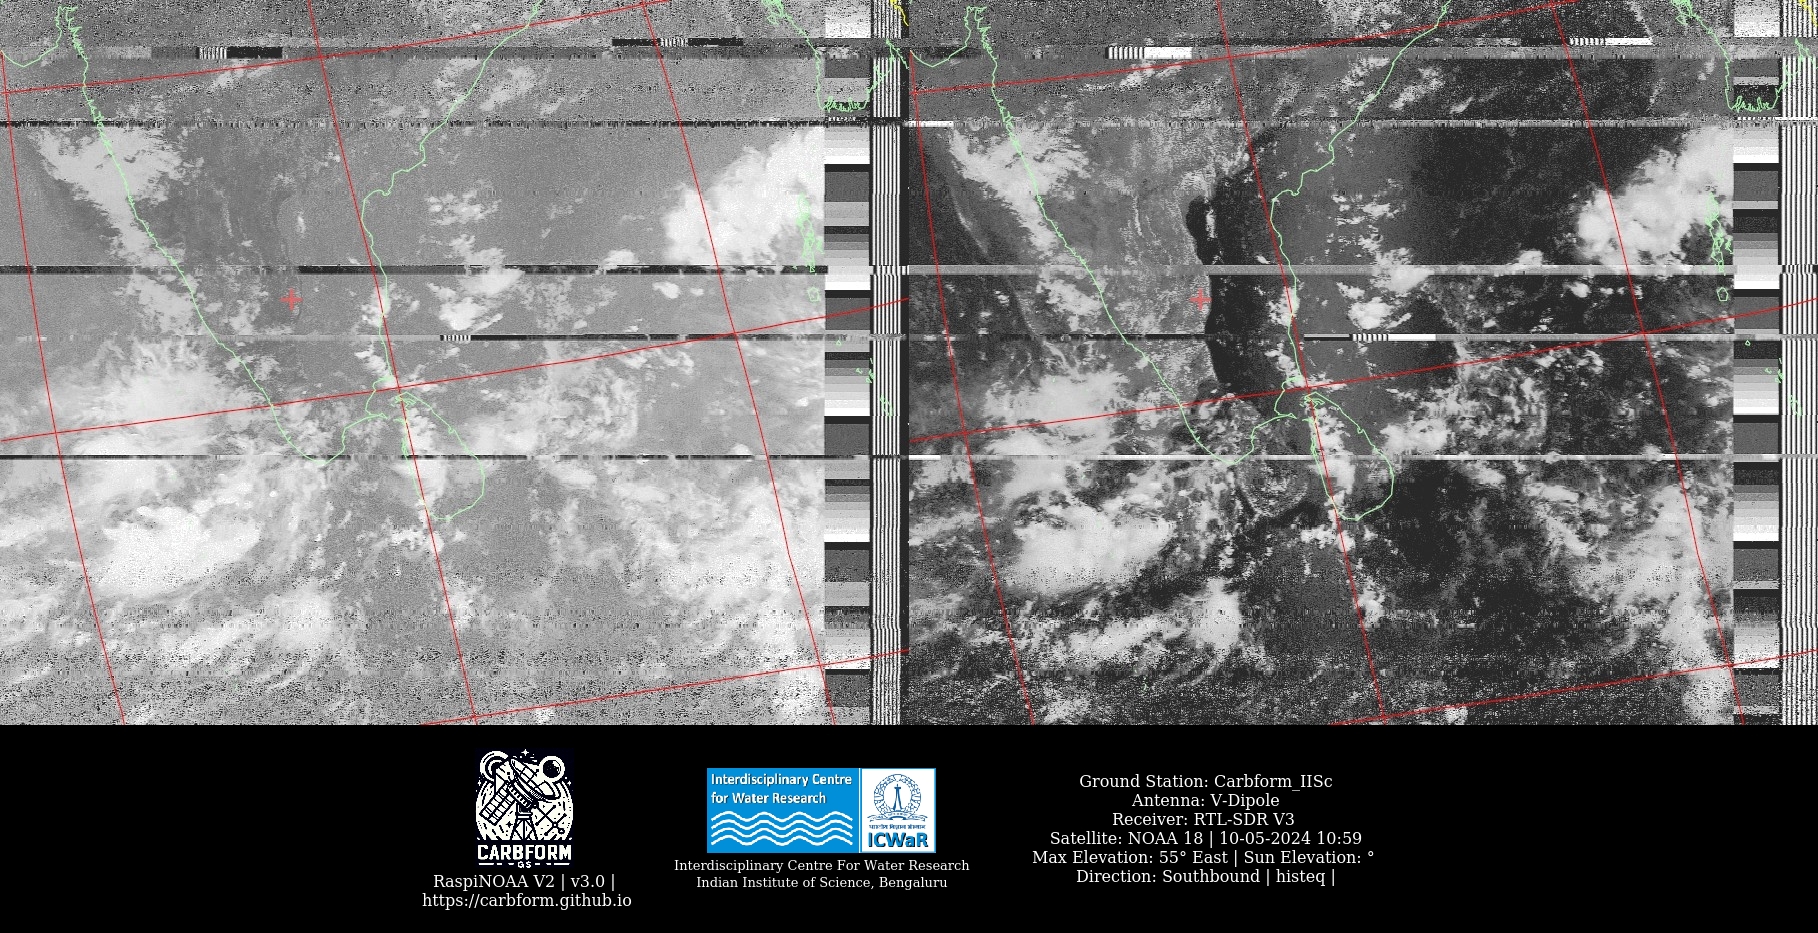 CARBFORM
GS
RaspiNOAA V2 | v3.0 |
https://carbform.github.io
Interdisciplinary Centre
for Water Research
भारतीय विज्ञान संस्थान
ICWaR
Interdisciplinary Centre For Water Research
Indian Institute of Science, Bengaluru
Ground Station: Carbform_IISc
Antenna: V-Dipole
Receiver: RTL-SDR V3
Satellite: NOAA 18 | 10-05-2024 10:59
Max Elevation: 55° East | Sun Elevation: °
Direction: Southbound | histeq |